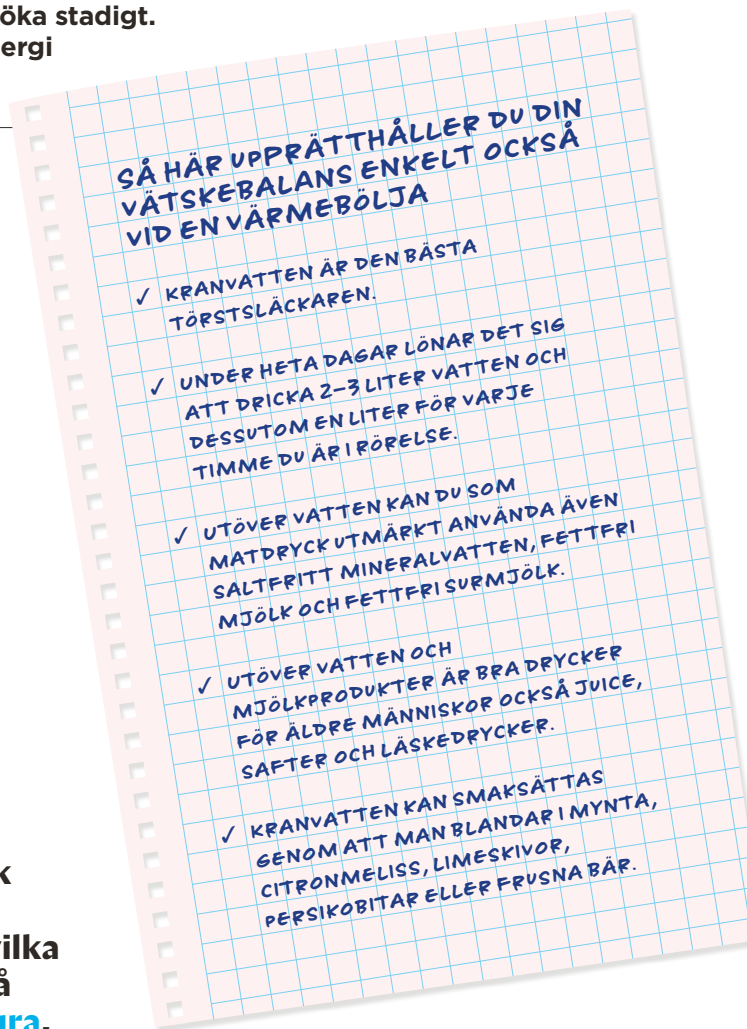 öka stadigt.
ergi
SÅ HÄR UPPRÄTTHÅLLER DU DIN
VÄTSKEBALANS ENKELT OCKSÅ
VID EN VÄRMEBÖLJA
✓ KRANVATTEN ÄR DEN BÄSTA
TÖRSTSLÄCKAREN.
✓ UNDER HETA DAGAR LÖNAR DET SIG
ATT DRICKA 2–3 LITER VATTEN OCH
DESSUTOM EN LITER FÖR VARJE
TIMME DU ÄR I RÖRELSE.
✓ UTÖVER VATTEN KAN DU SOM
MATDRYCK UTMÄRKT ANVÄNDA ÄVEN
SALTFRITT MINERALVATTEN, FETTFRI
MJÖLK OCH FETTFRI SURMJÖLK.
✓ UTÖVER VATTEN OCH
MJÖLKPRODUKTER ÄR BRA DRYCKER
FÖR ÄLDRE MÄNNISKOR OCKSÅ JUICE,
SAFTER OCH LÄSKEDRYCKER.
✓ KRANVATTEN KAN SMAKSÄTTAS
GENOM ATT MAN BLANDAR I MYNTA,
CITRONMELISS, LIMESKIVOR,
PERSIKOBITAR ELLER FRUSNA BÄR.
k
ilka
å
ura.